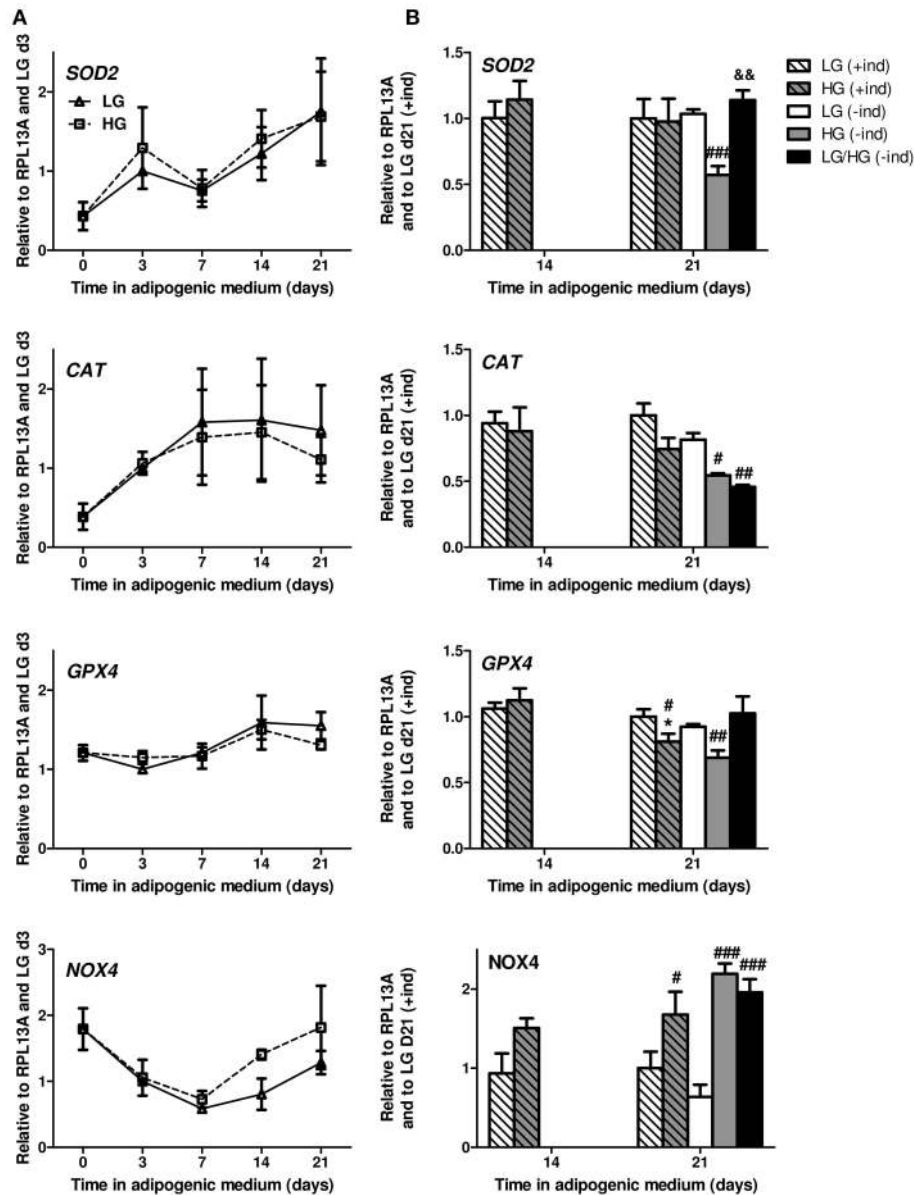 A
Relative to RPL13A and LG d3
SOD2
LG
HG
2
1
0
0 3 7 14 21
Time in adipogenic medium (days)
B
Relative to RPL13A
and to LG d21 (+ind)
SOD2
1.5
1.0
0.5
0.0
###
&&
14 21
Time in adipogenic medium (days)
LG (+ind)
HG (+ind)
LG (-ind)
HG (-ind)
LG/HG (-ind)
Relative to RPL13A and LG d3
CAT
2
1
0
0 3 7 14 21
Time in adipogenic medium (days)
Relative to RPL13A
and to LG d21 (+ind)
CAT
1.5
1.0
0.5
0.0
#
##
14 21
Time in adipogenic medium (days)
Relative to RPL13A and LG d3
GPX4
2
1
0
0 3 7 14 21
Time in adipogenic medium (days)
Relative to RPL13A
and to LG d21 (+ind)
GPX4
1.5
1.0
0.5
0.0
#
*
##
14 21
Time in adipogenic medium (days)
Relative to RPL13A and LG d3
NOX4
3
2
1
0
0 3 7 14 21
Time in adipogenic medium (days)
Relative to RPL13A
and to LG D21 (+ind)
NOX4
2
1
0
#
###
###
14 21
Time in adipogenic medium (days)